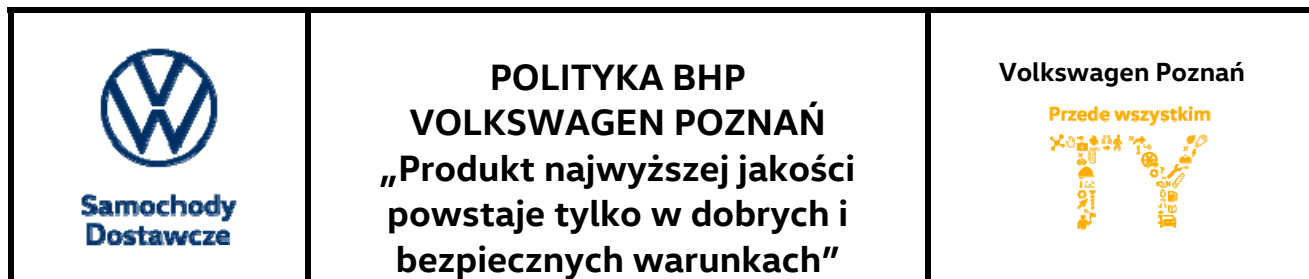 Samochody
Dostawcze
POLITYKA BHP
VOLKSWAGEN POZNAŃ
„Produkt najwyższej jakości
powstaje tylko w dobrych i
bezpiecznych warunkach”
Volkswagen Poznań
Przede wszystkim
TY